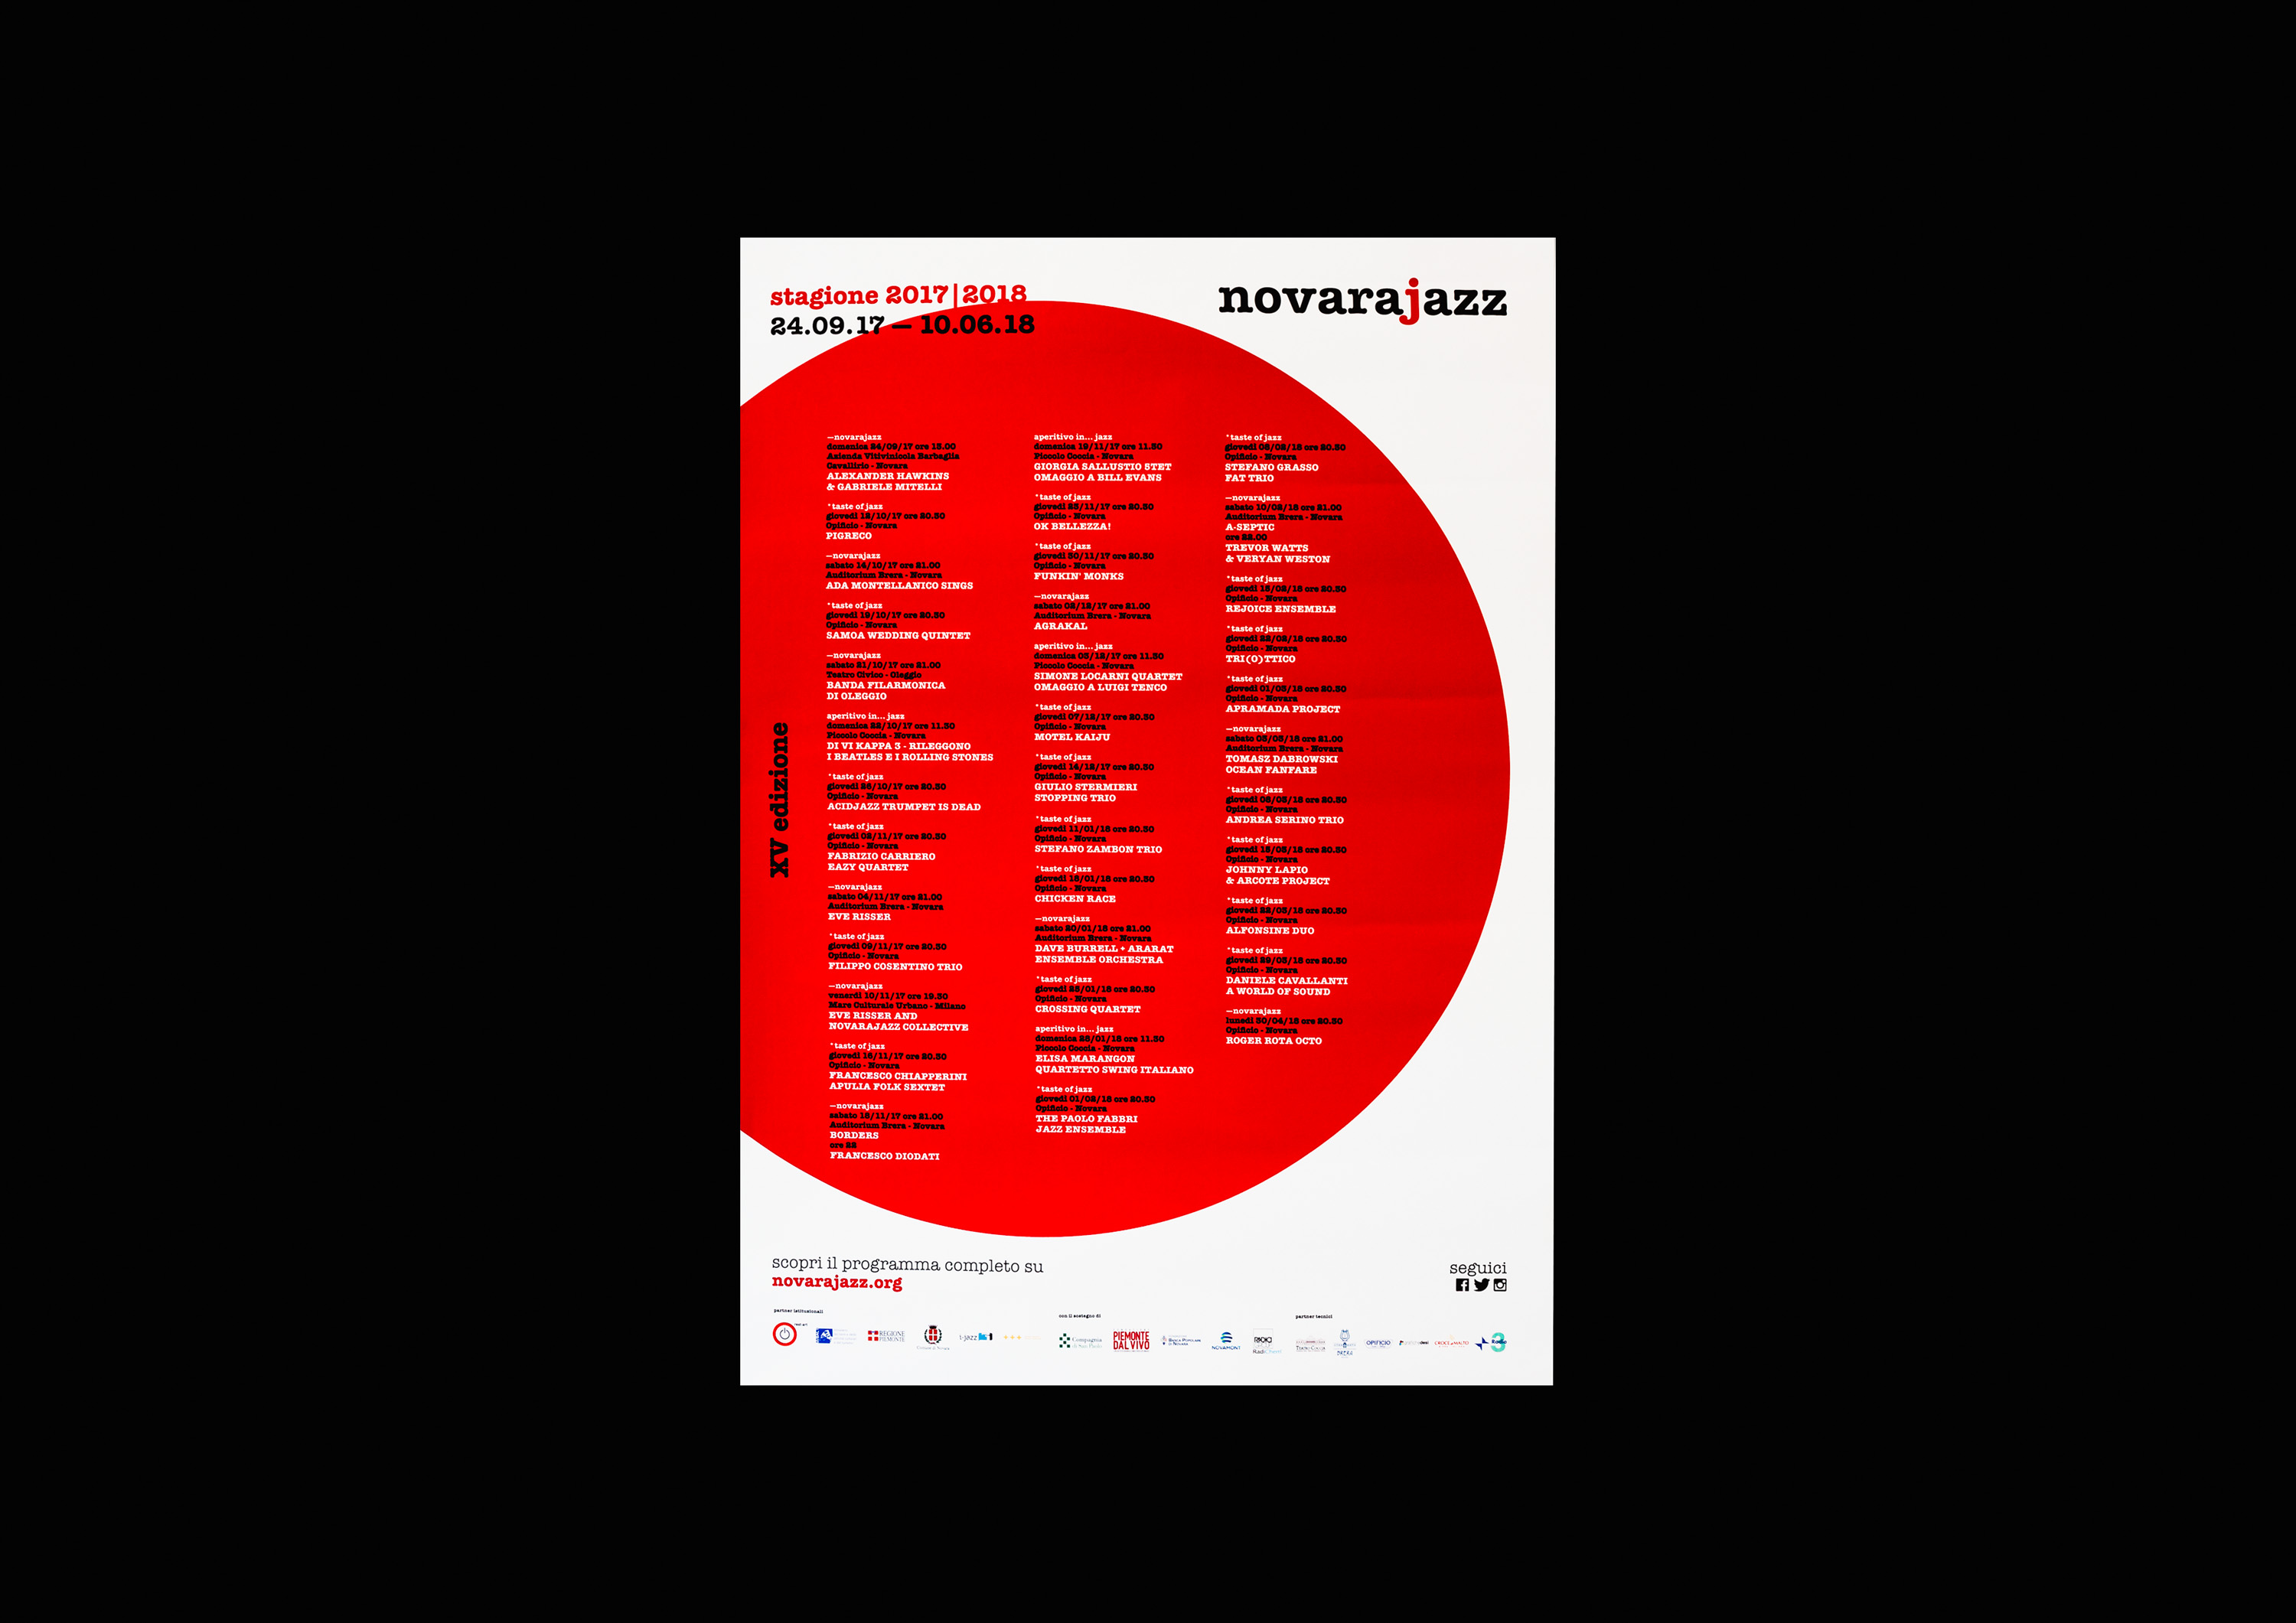 stagione 2017|2018
24.09.17 — 10.06.18
novarajazz
XV edizione
—novarajazz
domenica 24/09/17 ore 15.00
Azienda Vitivinicola Barbaglia
Cavallirio - Novara
ALEXANDER HAWKINS
& GABRIELE MITELLI
*taste of jazz
giovedì 12/10/17 ore 20.30
Opificio - Novara
PIGRECO
—novarajazz
sabato 14/10/17 ore 21.00
Auditorium Brera - Novara
ADA MONTELLANICO SINGS
*taste of jazz
giovedì 19/10/17 ore 20.30
Opificio - Novara
SAMOA WEDDING QUINTET
—novarajazz
sabato 21/10/17 ore 21.00
Teatro Civico - Oleggio
BANDA FILARMONICA
DI OLEGGIO
aperitivo in... jazz
domenica 22/10/17 ore 11.30
Piccolo Coccia - Novara
DI VI KAPPA 3 - RILEGGONO
I BEATLES E I ROLLING STONES
*taste of jazz
giovedì 26/10/17 ore 20.30
Opificio - Novara
ACIDJAZZ TRUMPET IS DEAD
*taste of jazz
giovedì 02/11/17 ore 20.30
Opificio - Novara
FABRIZIO CARRIERO
EAZY QUARTET
—novarajazz
sabato 04/11/17 ore 21.00
Auditorium Brera - Novara
EVE RISSER
*taste of jazz
giovedì 09/11/17 ore 20.30
Opificio - Novara
FILIPPO COSENTINO TRIO
—novarajazz
venerdì 10/11/17 ore 19.30
Mare Culturale Urbano - Milano
EVE RISSER AND
NOVARAJAZZ COLLECTIVE
*taste of jazz
giovedì 16/11/17 ore 20.30
Opificio - Novara
FRANCESCO CHIAPPERINI
APULIA FOLK SEXTET
—novarajazz
sabato 18/11/17 ore 21.00
Auditorium Brera - Novara
BORDERS
ore 22
FRANCESCO DIODATI
aperitivo in... jazz
domenica 19/11/17 ore 11.30
Piccolo Coccia - Novara
GIORGIA SALLUSTIO 5TET
OMAGGIO A BILL EVANS
*taste of jazz
giovedì 23/11/17 ore 20.30
Opificio - Novara
OK BELLEZZA!
*taste of jazz
giovedì 30/11/17 ore 20.30
Opificio - Novara
FUNKIN' MONKS
—novarajazz
sabato 02/12/17 ore 21.00
Auditorium Brera - Novara
AGRAKAL
aperitivo in... jazz
domenica 03/12/17 ore 11.30
Piccolo Coccia - Novara
SIMONE LOCARNI QUARTET
OMAGGIO A LUIGI TENCO
*taste of jazz
giovedì 07/12/17 ore 20.30
Opificio - Novara
MOTEL KAIJU
*taste of jazz
giovedì 14/12/17 ore 20.30
Opificio - Novara
GIULIO STERMIERI
STOPPING TRIO
*taste of jazz
giovedì 11/01/18 ore 20.30
Opificio - Novara
STEFANO ZAMBON TRIO
*taste of jazz
giovedì 18/01/18 ore 20.30
Opificio - Novara
CHICKEN RACE
—novarajazz
sabato 20/01/18 ore 21.00
Auditorium Brera - Novara
DAVE BURRELL + ARARAT
ENSEMBLE ORCHESTRA
*taste of jazz
giovedì 25/01/18 ore 20.30
Opificio - Novara
CROSSING QUARTET
aperitivo in... jazz
domenica 28/01/18 ore 11.30
Piccolo Coccia - Novara
ELISA MARANGON
QUARTETTO SWING ITALIANO
*taste of jazz
giovedì 01/02/18 ore 20.30
Opificio - Novara
THE PAOLO FABBRI
JAZZ ENSEMBLE
*taste of jazz
giovedì 08/02/18 ore 20.30
Opificio - Novara
STEFANO GRASSO
FAT TRIO
—novarajazz
sabato 10/02/18 ore 21.00
Auditorium Brera - Novara
A-SEPTIC
ore 22.00
TREVOR WATTS
& VERYAN WESTON
*taste of jazz
giovedì 15/02/18 ore 20.30
Opificio - Novara
REJOICE ENSEMBLE
*taste of jazz
giovedì 22/02/18 ore 20.30
Opificio - Novara
TRI(O)TTICO
*taste of jazz
giovedì 01/03/18 ore 20.30
Opificio - Novara
APRAMADA PROJECT
—novarajazz
sabato 03/03/18 ore 21.00
Auditorium Brera - Novara
TOMASZ DABROWSKI
OCEAN FANFARE
*taste of jazz
giovedì 08/03/18 ore 20.30
Opificio - Novara
ANDREA SERINO TRIO
*taste of jazz
giovedì 15/03/18 ore 20.30
Opificio - Novara
JOHNNY LAPIO
& ARCOTE PROJECT
*taste of jazz
giovedì 22/03/18 ore 20.30
Opificio - Novara
ALFONSINE DUO
*taste of jazz
giovedì 29/03/18 ore 20.30
Opificio - Novara
DANIELE CAVALLANTI
A WORLD OF SOUND
—novarajazz
lunedì 30/04/18 ore 20.30
Opificio - Novara
ROGER ROTA OCTO
scopri il programma completo su
novarajazz.org
seguici
partner istituzionali
REGIONE
PIEMONTE
Comune di Novara
i-jazz
con il sostegno di
Compagnia
di San Paolo
PIEMONTE
DAL VIVO
BANCA POPOLARE
DI NOVARA
NOVAMONT
partner tecnici
BRERA
OPIFICIO
CROCE di MALTO
Radio 3